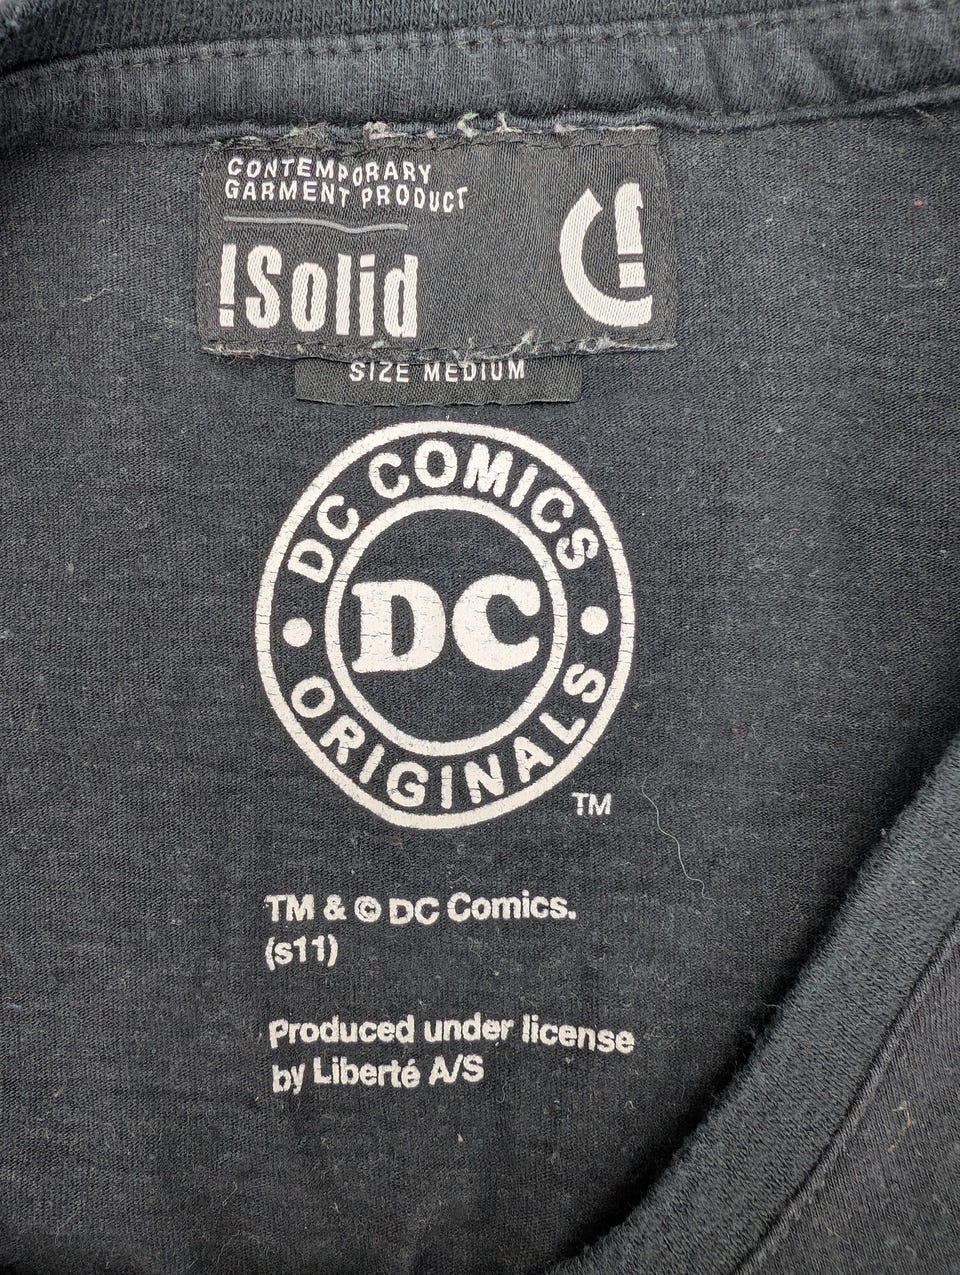 CONTEMPORARY
GARMENT PRODUCT
!Solid
SIZE MEDIUM
DC COMICS
DC
ORIGINALS
TM
TM & © DC Comics.
(s11)
Produced under license
by Liberté A/S